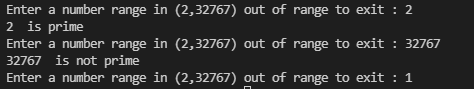 Enter a number range in (2,32767) out of range to exit : 2
2  is prime
Enter a number range in (2,32767) out of range to exit : 32767
32767  is not prime
Enter a number range in (2,32767) out of range to exit : 1